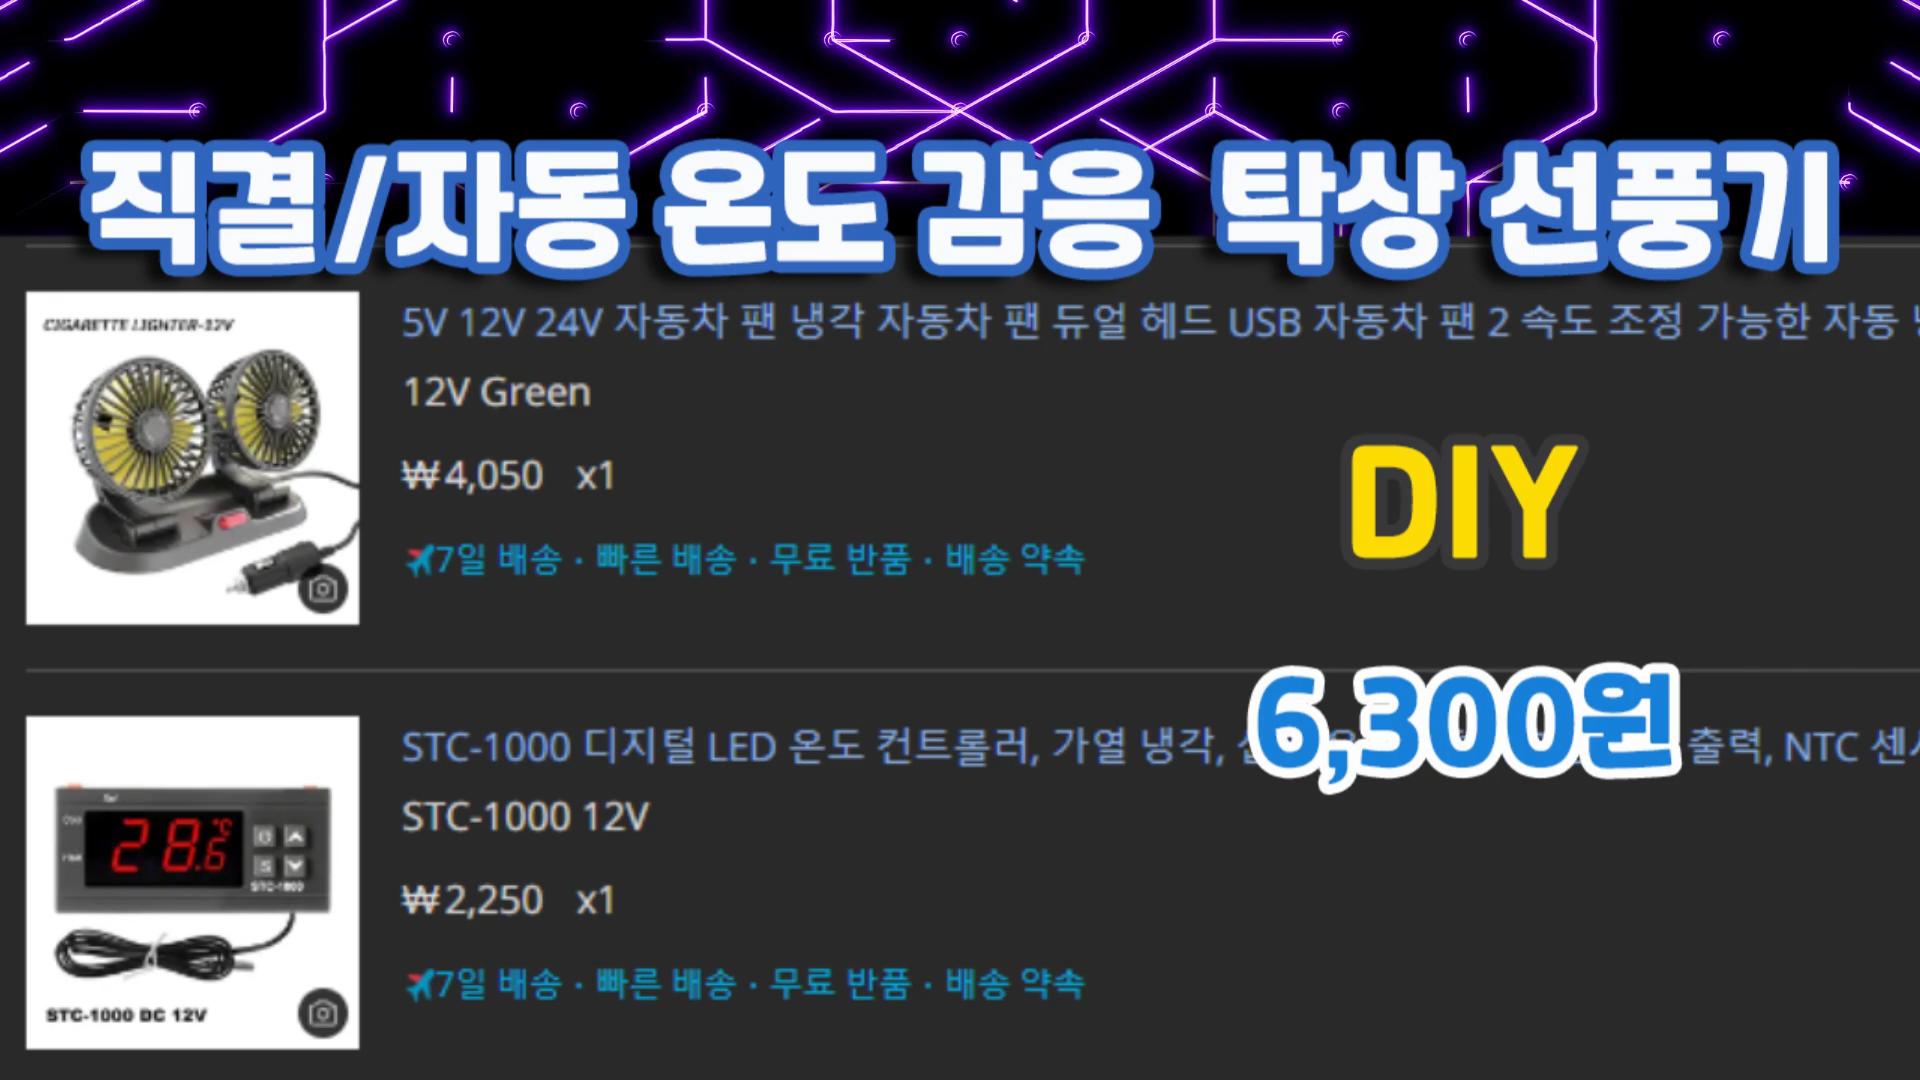 직결/자동 온도 감응 탁상 선풍기
CIGARETTE LIGHTER-12V
5V 12V 24V 자동차 팬 냉각 자동차 팬 듀얼 헤드 USB 자동차 팬 2 속도 조정 가능한 자동
12V Green
₩4,050 x1
7일 배송 · 빠른 배송 · 무료 반품 · 배송 약속
DIY
6,300원
STC-1000 디지털 LED 온도 컨트롤러, 가열 냉각, 출력, NTC
STC-1000 12V
₩2,250 x1
7일 배송 · 빠른 배송 · 무료 반품 · 배송 약속
28.6 °C
S
STC-1000
STC-1000 DC 12V